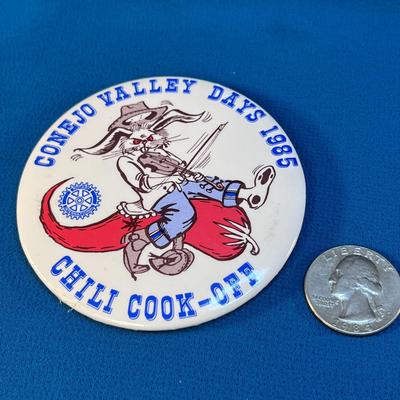 CONEJO VALLEY DAYS 1985
CHILI COOK-OFF
LIBERTY